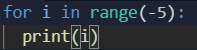 for i in range(-5):
    print(i)